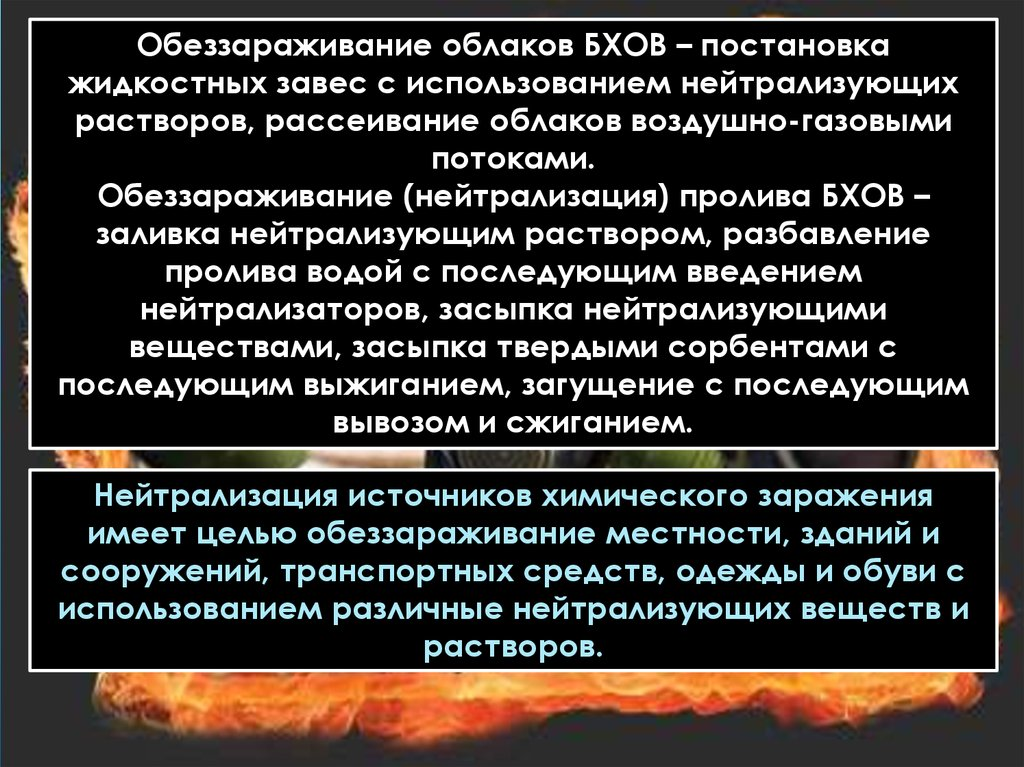 Обеззараживание облаков БХОВ – постановка
жидкостных завес с использованием нейтрализующих
растворов, рассеивание облаков воздушно-газовыми
потоками.
Обеззараживание (нейтрализация) пролива БХОВ –
заливка нейтрализующим раствором, разбавление
пролива водой с последующим введением
нейтрализаторов, засыпка нейтрализующими
веществами, засыпка твердыми сорбентами с
последующим выжиганием, загущение с последующим
вывозом и сжиганием.
Нейтрализация источников химического заражения
имеет целью обеззараживание местности, зданий и
сооружений, транспортных средств, одежды и обуви с
использованием различные нейтрализующих веществ и
растворов.